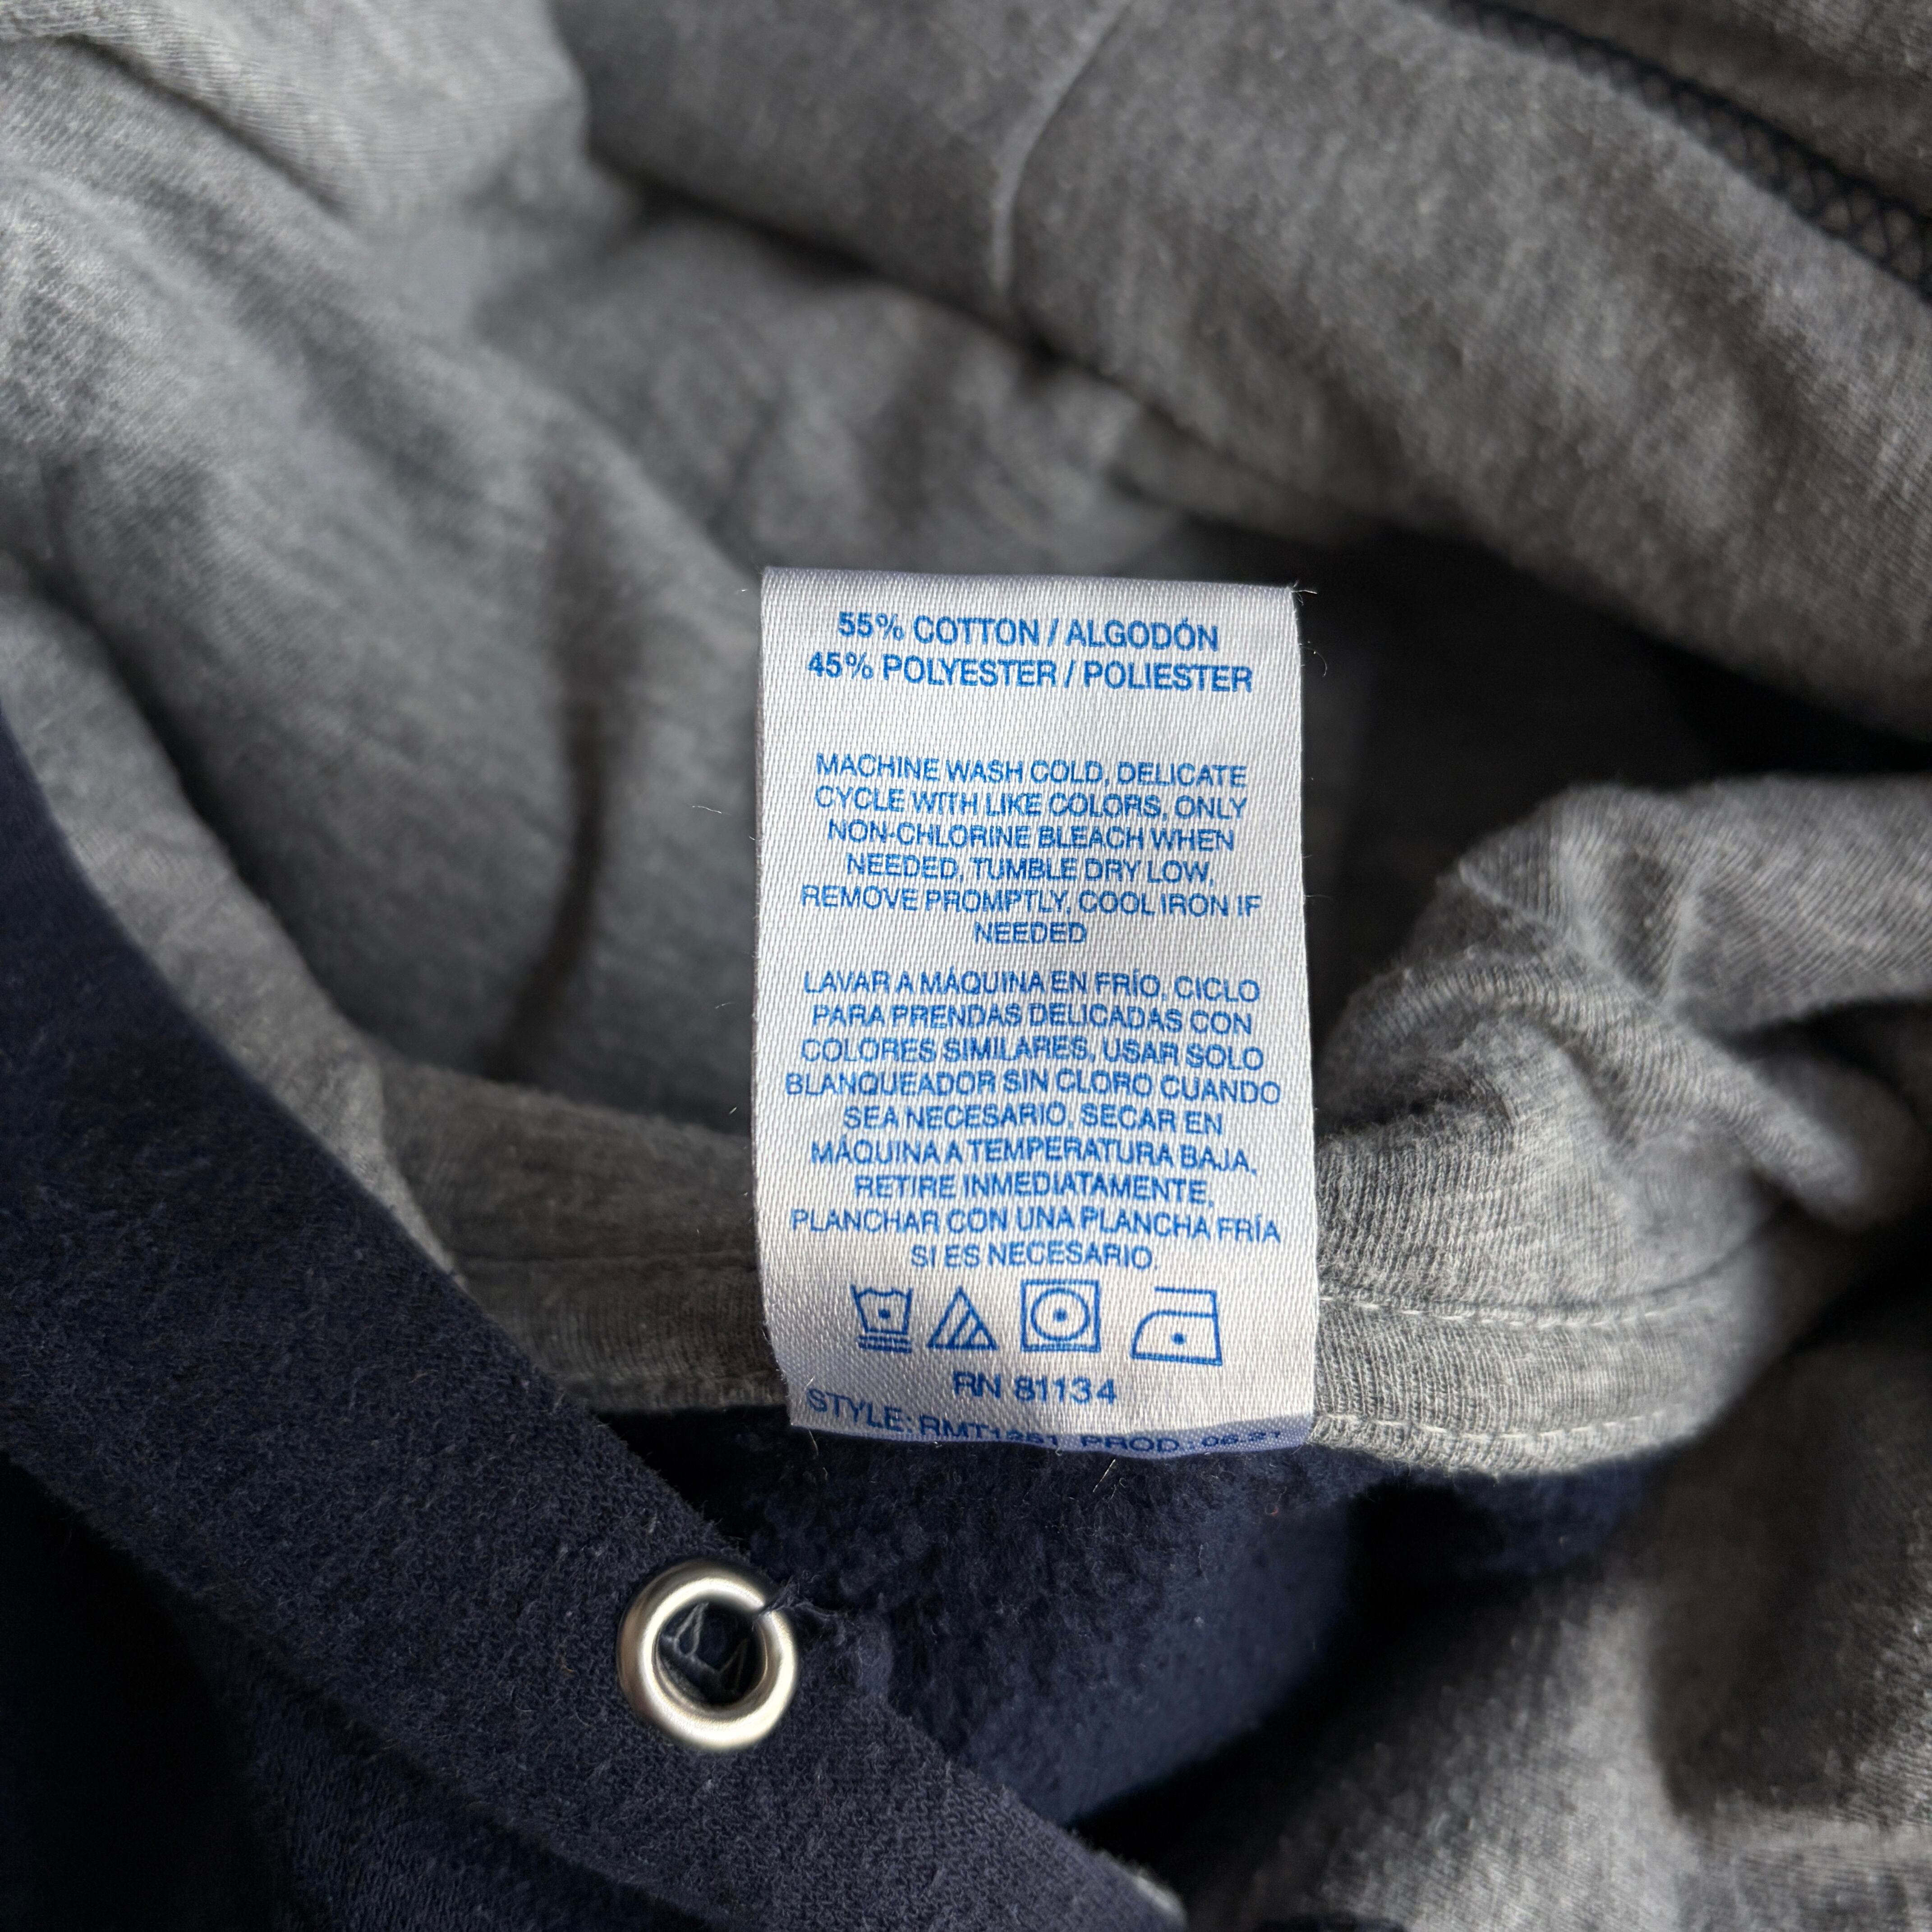 55% COTTON / ALGODÓN
45% POLYESTER / POLIESTER
MACHINE WASH COLD, DELICATE
CYCLE WITH LIKE COLORS, ONLY
NON-CHLORINE BLEACH WHEN
NEEDED, TUMBLE DRY LOW,
REMOVE PROMPTLY, COOL IRON IF
NEEDED
LAVAR A MÁQUINA EN FRÍO, CICLO
PARA PRENDAS DELICADAS CON
COLORES SIMILARES, USAR SOLO
BLANQUEADOR SIN CLORO CUANDO
SEA NECESARIO, SECAR EN
MÁQUINA A TEMPERATURA BAJA,
RETIRE INMEDIATAMENTE,
PLANCHAR CON UNA PLANCHA FRÍA
SI ES NECESARIO
RN 81134
STYLE: PROD.